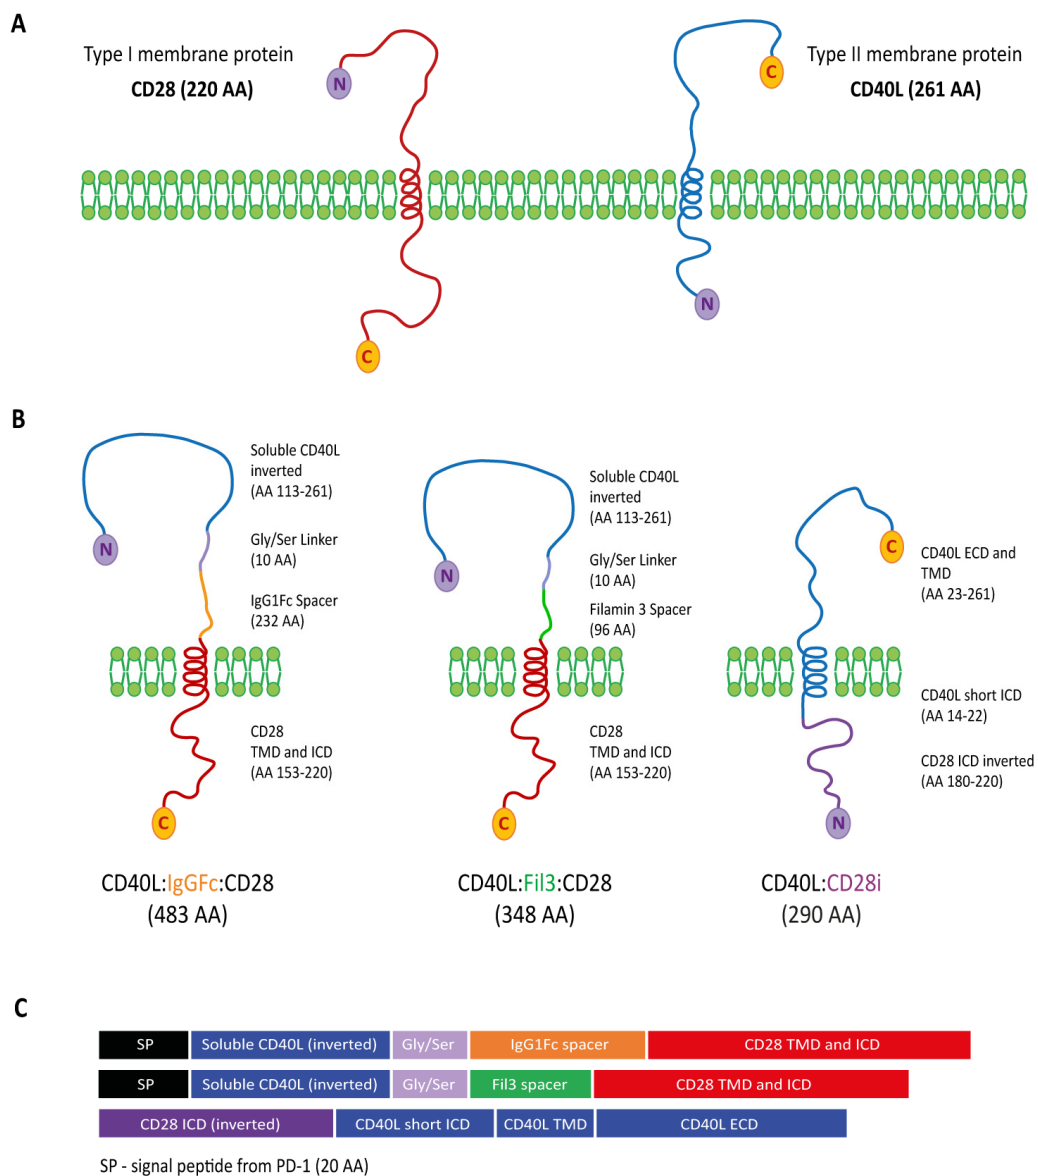 A
Type I membrane protein
CD28 (220 AA)
N
C
Type II membrane protein
CD40L (261 AA)
C
N
B
Soluble CD40L
inverted
(AA 113-261)
Gly/Ser Linker
(10 AA)
IgG1Fc Spacer
(232 AA)
CD28
TMD and ICD
(AA 153-220)
N
C
CD40L:IgGFc:CD28
(483 AA)
Soluble CD40L
inverted
(AA 113-261)
Gly/Ser Linker
(10 AA)
Filamin 3 Spacer
(96 AA)
CD28
TMD and ICD
(AA 153-220)
N
C
CD40L:Fil3:CD28
(348 AA)
C
CD40L ECD and
TMD
(AA 23-261)
CD40L short ICD
(AA 14-22)
CD28 ICD inverted
(AA 180-220)
N
CD40L:CD28i
(290 AA)
C
SP Soluble CD40L (inverted) Gly/Ser IgG1Fc spacer CD28 TMD and ICD
SP Soluble CD40L (inverted) Gly/Ser Fil3 spacer CD28 TMD and ICD
CD28 ICD (inverted) CD40L short ICD CD40L TMD CD40L ECD
SP - signal peptide from PD-1 (20 AA)